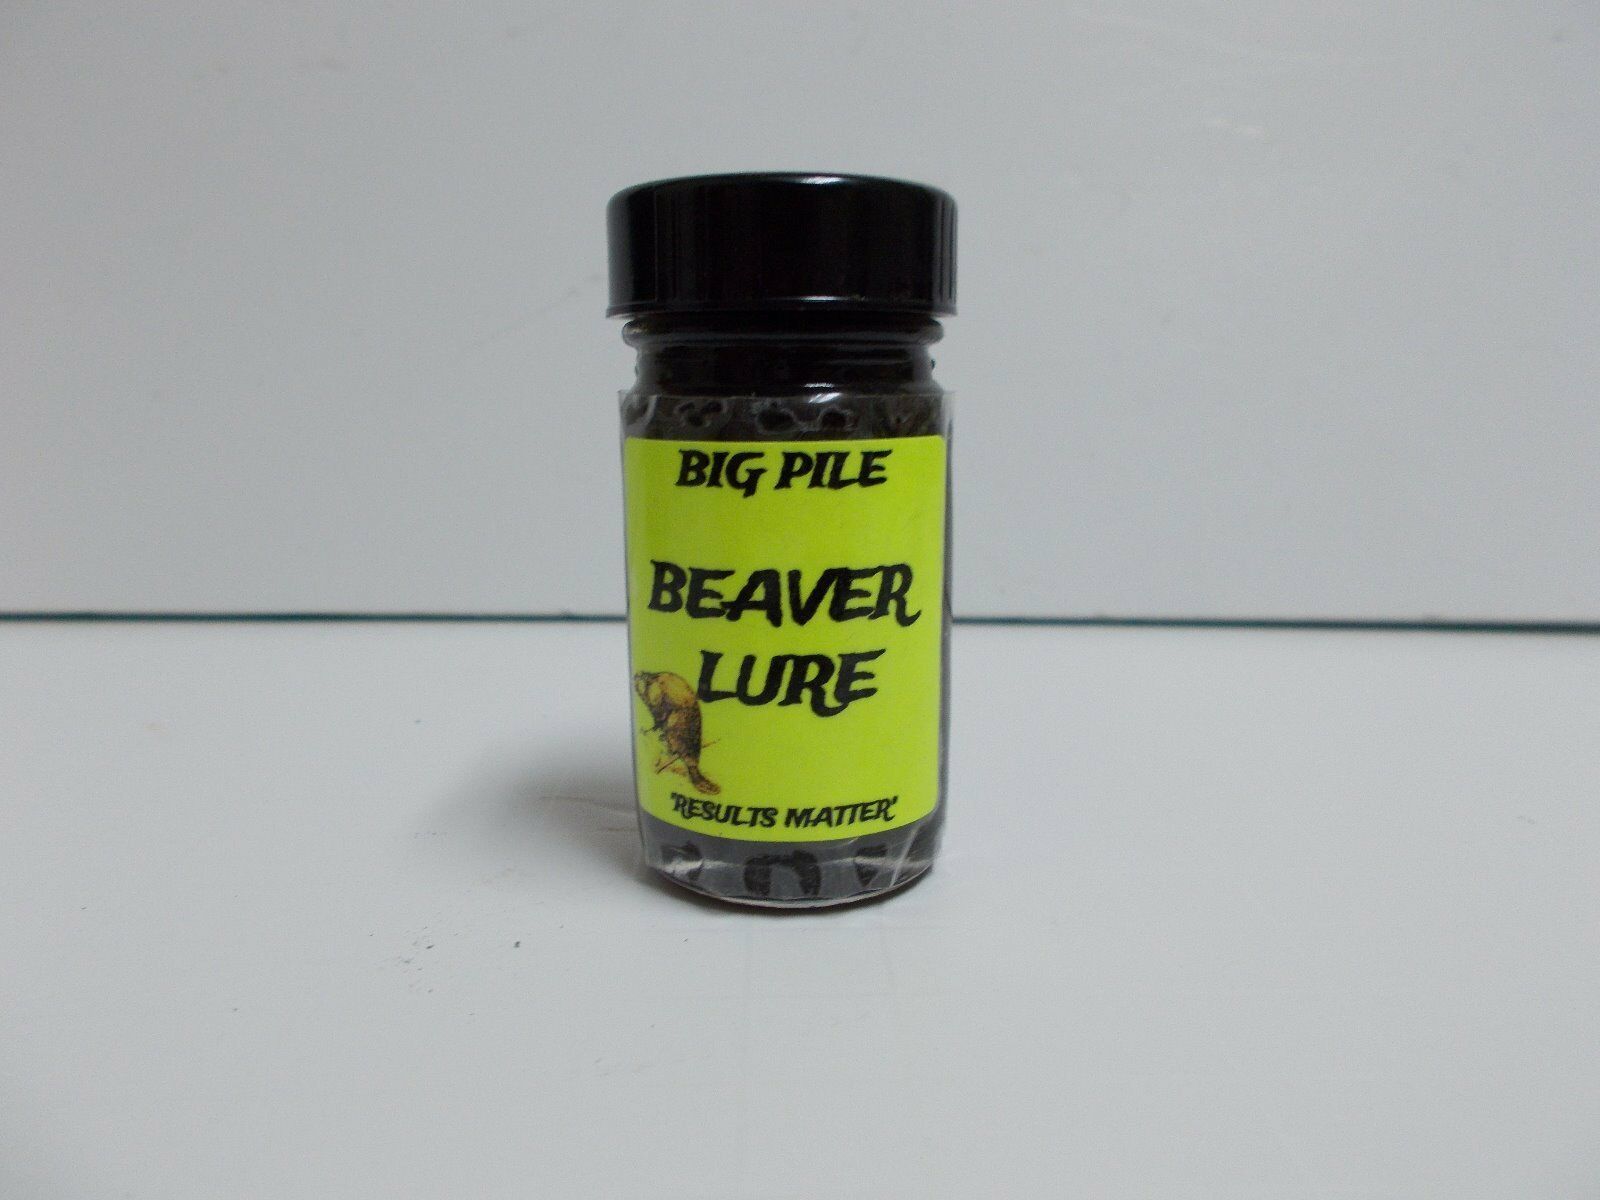 BIG PILE
BEAVER
LURE
"RESULTS MATTER"